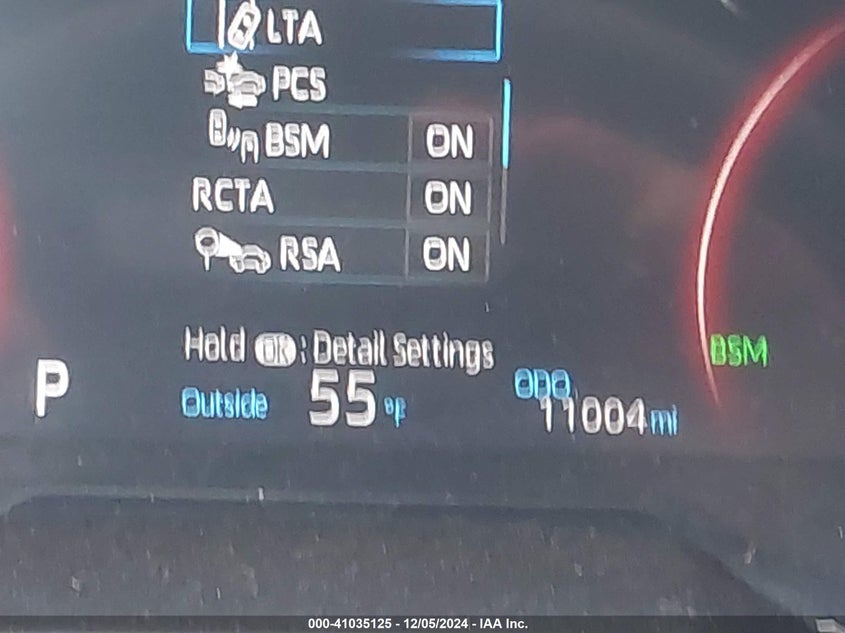 LTA
PCS
BSM ON
RCTA ON
RSA ON
Hold OK : Detail Settings
BSM
P
Outside 55 °F
ODO 11004 mi
000-41035125 - 12/05/2024 - IAA Inc.